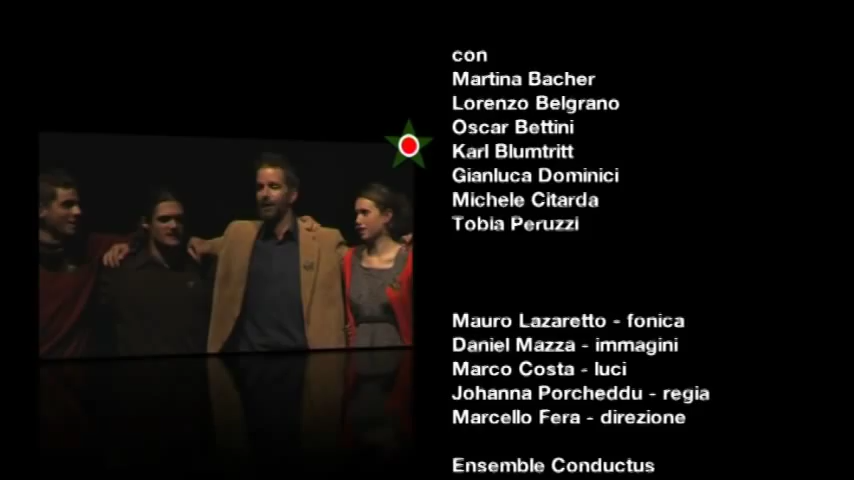 con
Martina Bacher
Lorenzo Belgrano
Oscar Bettini
Karl Blumtritt
Gianluca Dominici
Michele Citarda
Tobia Peruzzi
Mauro Lazaretto - fonica
Daniel Mazza - immagini
Marco Costa - luci
Johanna Porcheddu - regia
Marcello Fera - direzione
Ensemble Conductus